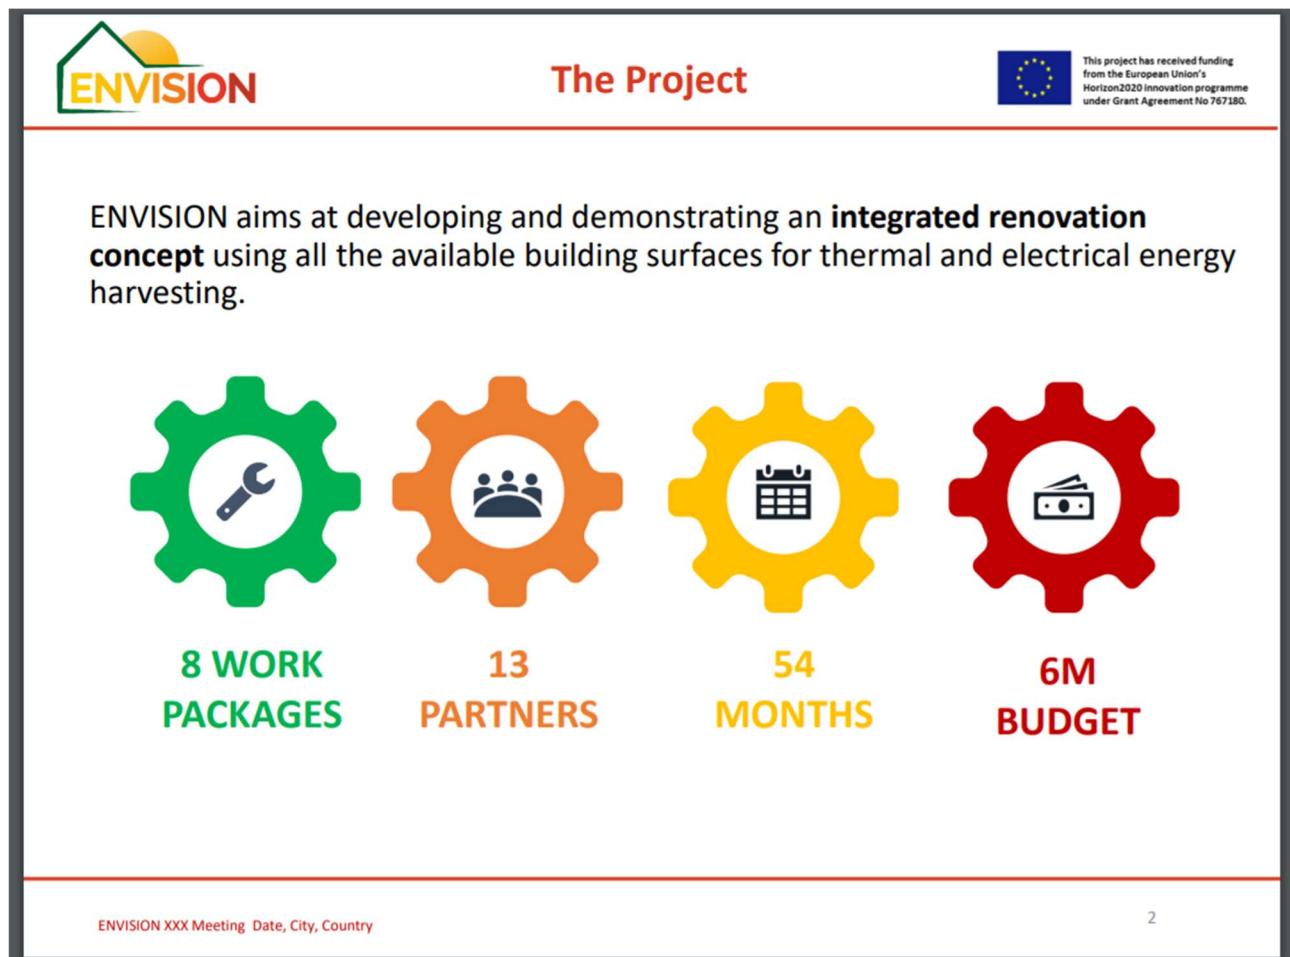 ENVISION
The Project
This project has received funding
from the European Union's
Horizon2020 innovation programme
under Grant Agreement No 767180.
ENVISION aims at developing and demonstrating an integrated renovation
concept using all the available building surfaces for thermal and electrical energy
harvesting.
8 WORK
PACKAGES
13
PARTNERS
54
MONTHS
6M
BUDGET
ENVISION XXX Meeting Date, City, Country
2